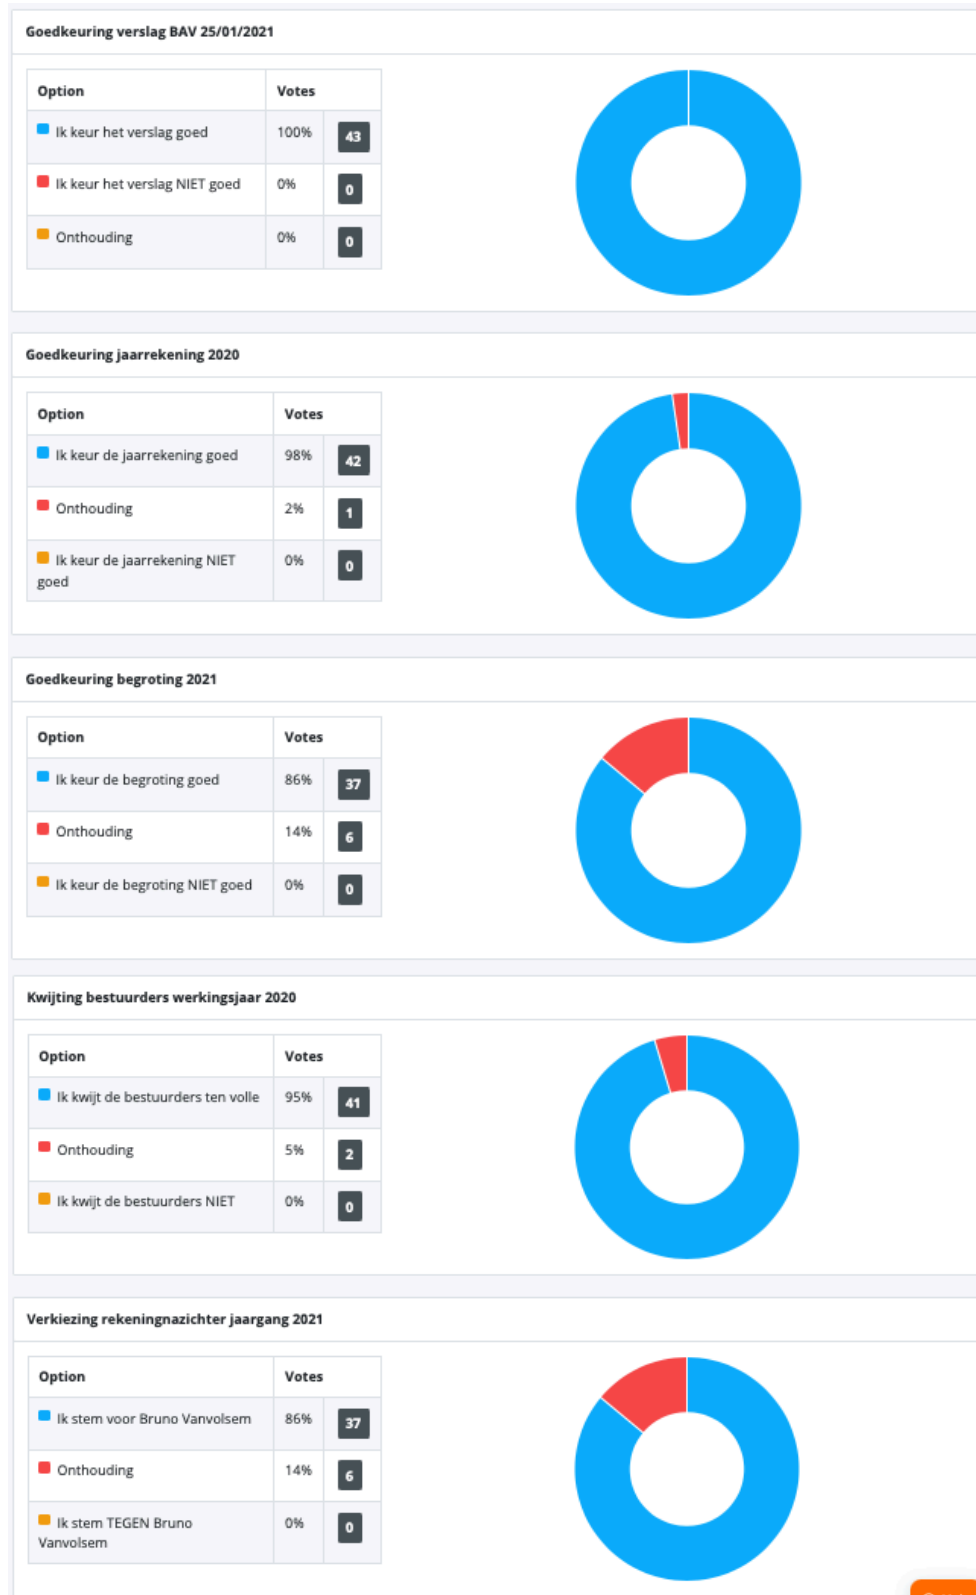 Goedkeuring verslag BAV 25/01/2021
Option Votes
Ik keur het verslag goed 100% 43
Ik keur het verslag NIET goed 0% 0
Onthouding 0% 0
Goedkeuring jaarrekening 2020
Option Votes
Ik keur de jaarrekening goed 98% 42
Onthouding 2% 1
Ik keur de jaarrekening NIET 0% 0
goed
Goedkeuring begroting 2021
Option Votes
Ik keur de begroting goed 86% 37
Onthouding 14% 6
Ik keur de begroting NIET goed 0% 0
Kwijting bestuurders werkingsjaar 2020
Option Votes
Ik kwijt de bestuurders ten volle 95% 41
Onthouding 5% 2
Ik kwijt de bestuurders NIET 0% 0
Verkiezing rekeningnazichter jaargang 2021
Option Votes
Ik stem voor Bruno Vanvolsem 86% 37
Onthouding 14% 6
Ik stem TEGEN Bruno 0% 0
Vanvolsem